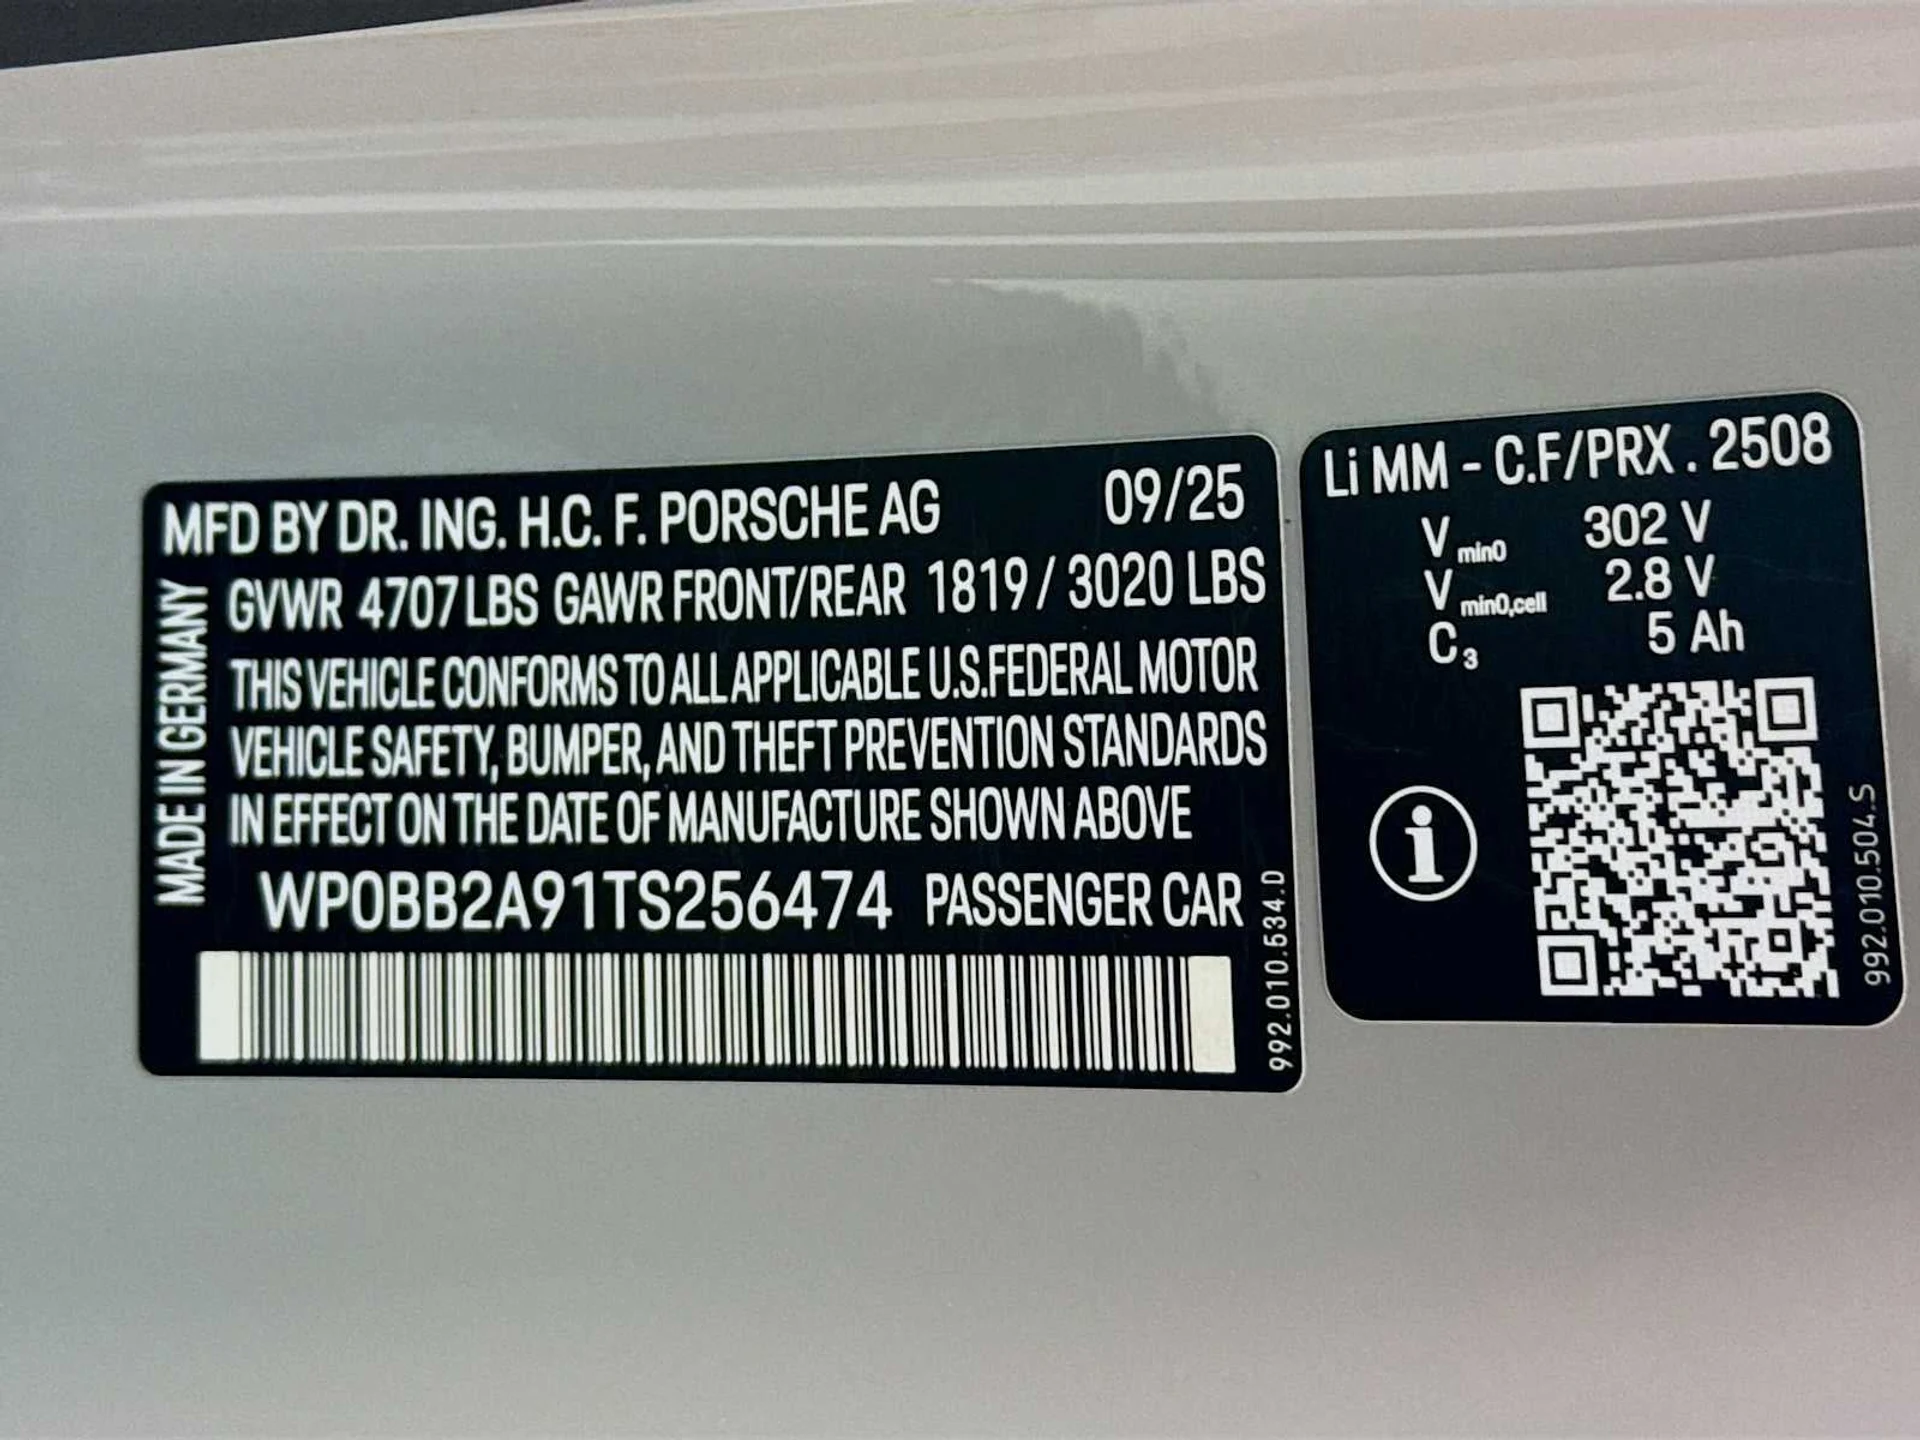 MFD BY DR. ING. H.C. F. PORSCHE AG 09/25
GVWR 4707 LBS GAWR FRONT/REAR 1819 / 3020 LBS
THIS VEHICLE CONFORMS TO ALL APPLICABLE U.S.FEDERAL MOTOR
VEHICLE SAFETY, BUMPER, AND THEFT PREVENTION STANDARDS
IN EFFECT ON THE DATE OF MANUFACTURE SHOWN ABOVE
WP0BB2A91TS256474 PASSENGER CAR
MADE IN GERMANY
992.010.534.D
Li MM - C.F/PRX . 2508
V min0 302 V
V min0,cell 2.8 V
C 3 5 Ah
i
992.010.504.S